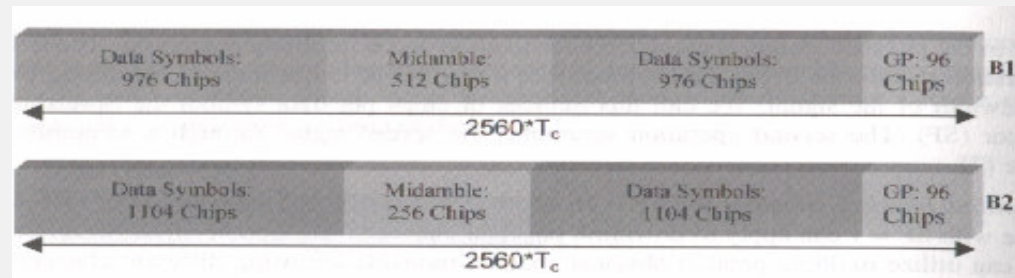 Data Symbols: Midamble: Data Symbols: GP: 96 B1
976 Chips 512 Chips 976 Chips Chips
2560*Tc
Data Symbols: Midamble: Data Symbols: GP: 96 B2
1104 Chips 256 Chips 1104 Chips Chips
2560*Tc